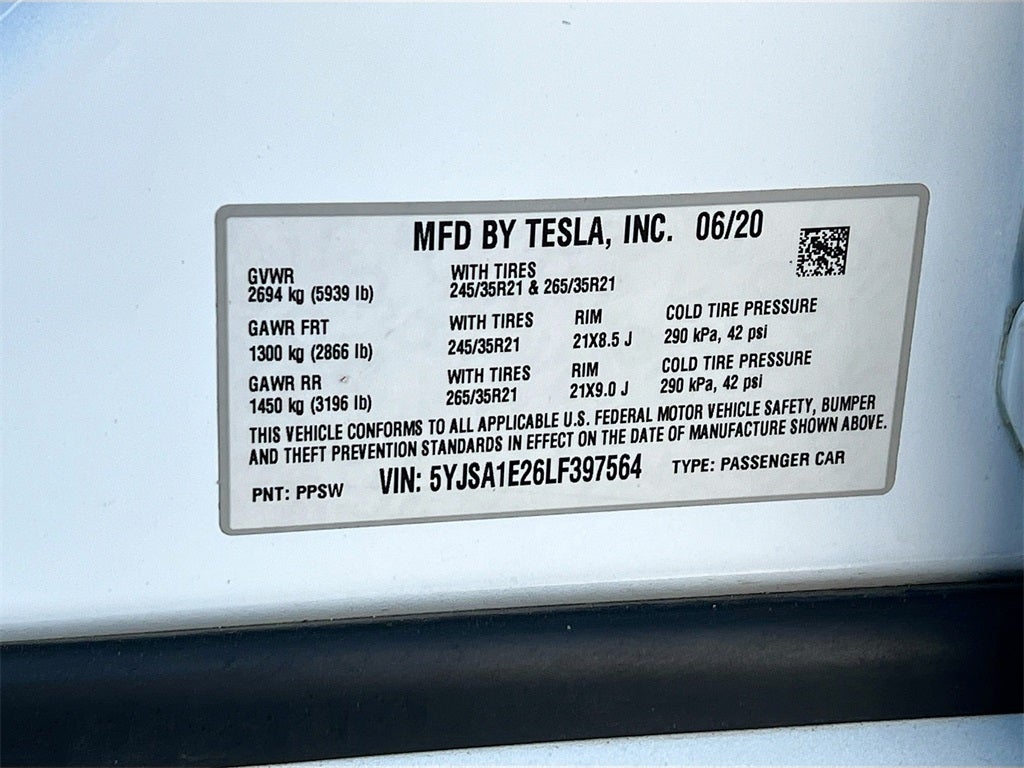 MFD BY TESLA, INC. 06/20
GVWR WITH TIRES
2694 kg (5939 lb) 245/35R21 & 265/35R21
GAWR FRT WITH TIRES RIM COLD TIRE PRESSURE
1300 kg (2866 lb) 245/35R21 21X8.5 J 290 kPa, 42 psi
GAWR RR WITH TIRES RIM COLD TIRE PRESSURE
1450 kg (3196 lb) 265/35R21 21X9.0 J 290 kPa, 42 psi
THIS VEHICLE CONFORMS TO ALL APPLICABLE U.S. FEDERAL MOTOR VEHICLE SAFETY, BUMPER
AND THEFT PREVENTION STANDARDS IN EFFECT ON THE DATE OF MANUFACTURE SHOWN ABOVE.
PNT: PPSW VIN: 5YJSA1E26LF397564 TYPE: PASSENGER CAR